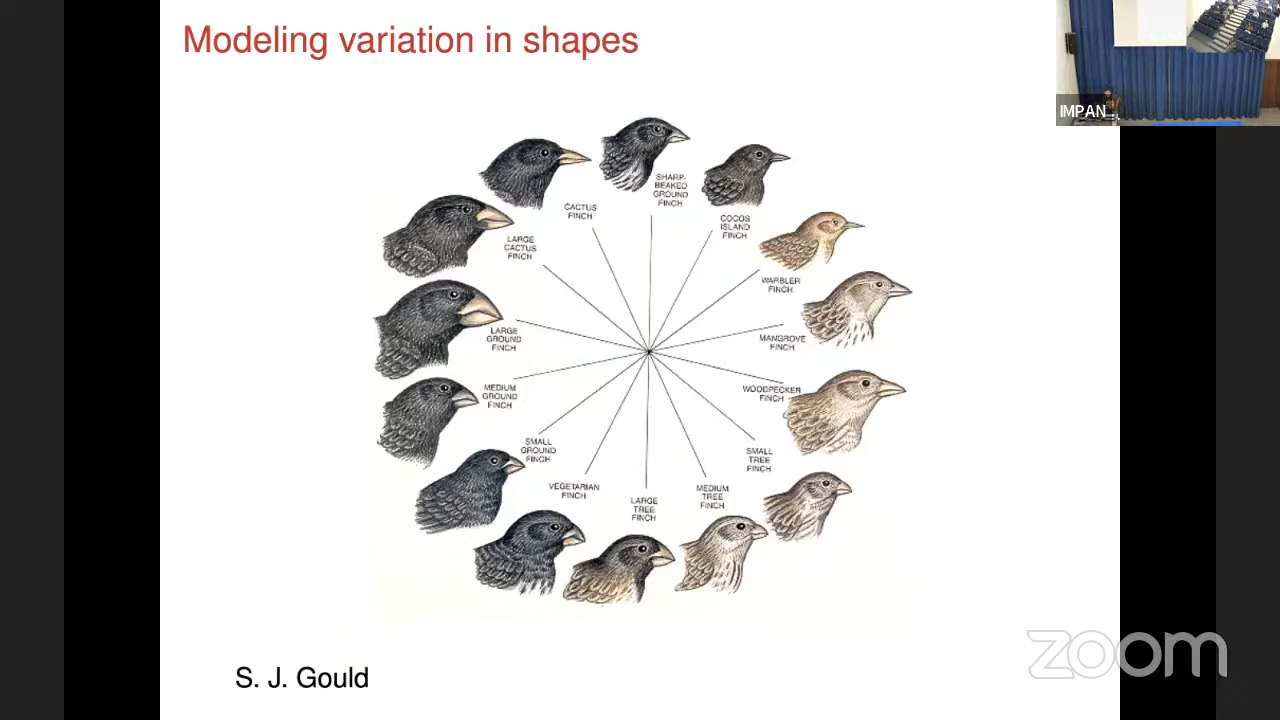 Modeling variation in shapes
IMPAN...
SHARP-
BEAKED
GROUND
FINCH
CACTUS
FINCH
COCOS
ISLAND
FINCH
LARGE
CACTUS
FINCH
WARBLER
FINCH
LARGE
GROUND
FINCH
MANGROVE
FINCH
MEDIUM
GROUND
FINCH
WOODPECKER
FINCH
SMALL
GROUND
FINCH
SMALL
TREE
FINCH
VEGETARIAN
FINCH
LARGE
TREE
FINCH
MEDIUM
TREE
FINCH
S. J. Gould
zoom